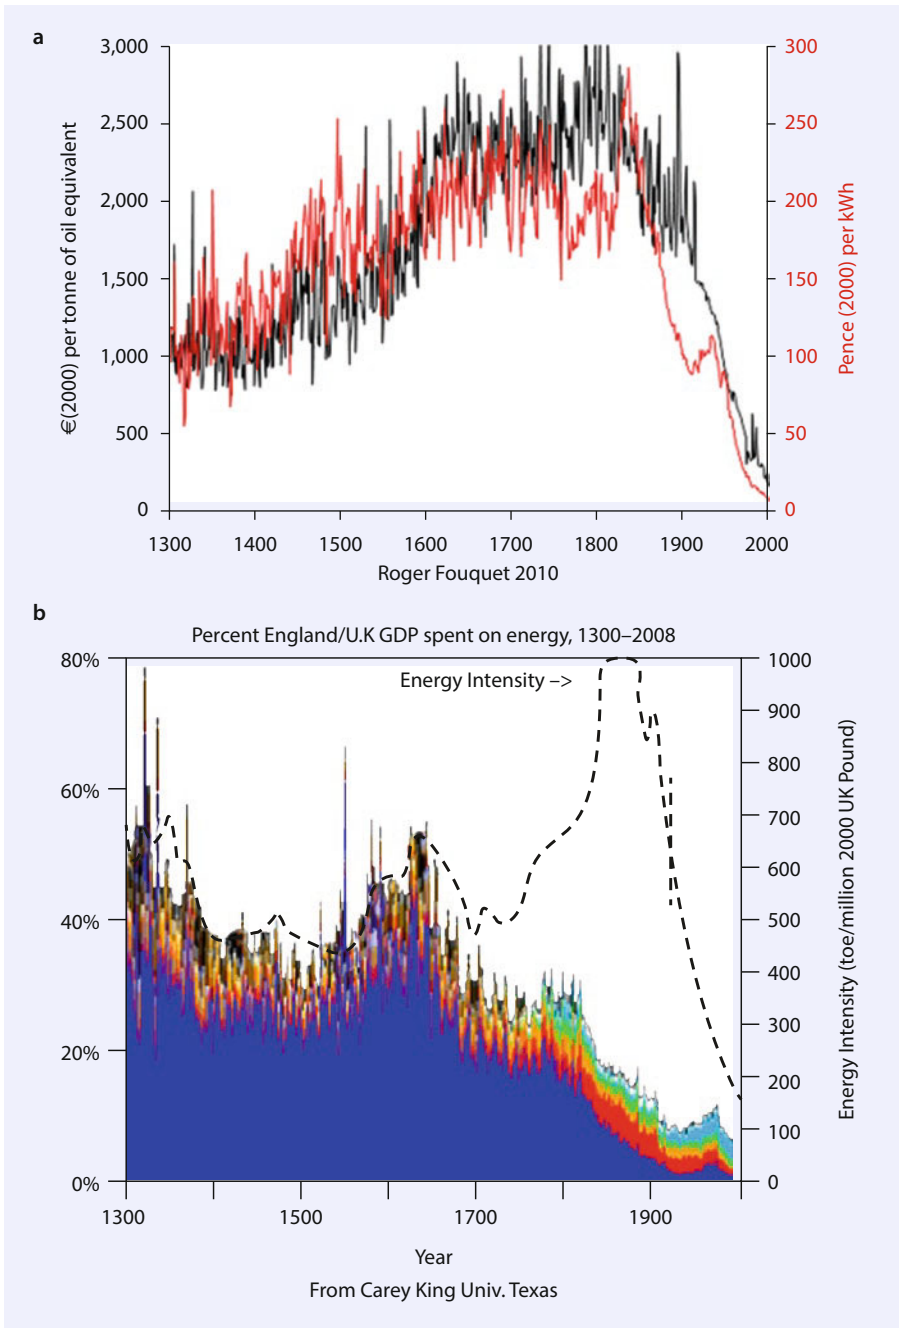 a
€(2000) per tonne of oil equivalent
3,000
2,500
2,000
1,500
1,000
500
0
300
250
200
150
100
50
0
Pence (2000) per kWh
1300 1400 1500 1600 1700 1800 1900 2000
Roger Fouquet 2010
b
Percent England/U.K GDP spent on energy, 1300–2008
80%
60%
40%
20%
0%
Energy Intensity –>
1000
900
800
700
600
500
400
300
200
100
0
Energy Intensity (toe/million 2000 UK Pound)
1300 1500 1700 1900
Year
From Carey King Univ. Texas